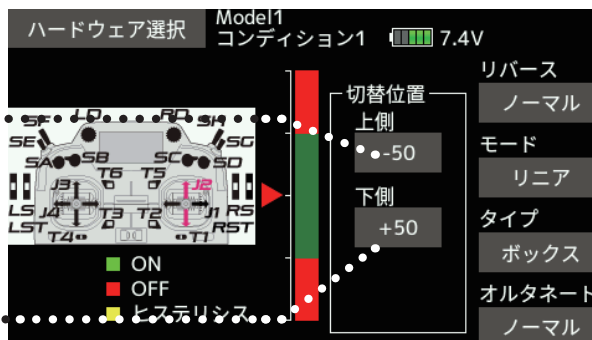 ハードウェア選択
Model1
コンディション1 7.4V
切替位置
上側
-50
下側
+50
リバース
ノーマル
モード
リニア
タイプ
ボックス
オルタネート
ノーマル
SF LD RD SH
SE SG
SA SB SC SD
T6 T5
J3 J2
LS J4 T3 T2 J1 RS
LST T4 T1 RST
ON
OFF
ヒステリシス